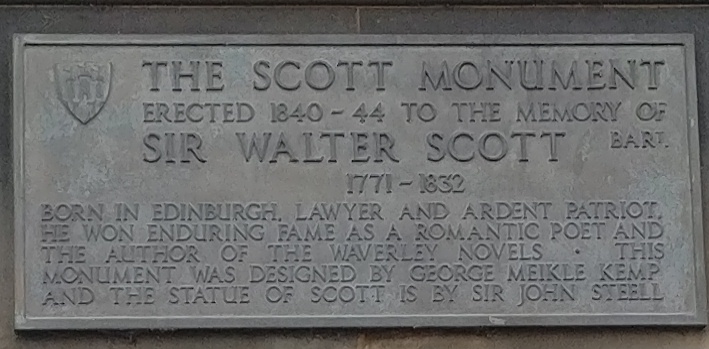 THE SCOTT MONUMENT
ERECTED 1840-44 TO THE MEMORY OF
SIR WALTER SCOTT BART.
1771-1832
BORN IN EDINBURGH, LAWYER AND ARDENT PATRIOT,
HE WON ENDURING FAME AS A ROMANTIC POET AND
THE AUTHOR OF THE WAVERLEY NOVELS · THIS
MONUMENT WAS DESIGNED BY GEORGE MEIKLE KEMP
AND THE STATUE OF SCOTT IS BY SIR JOHN STEELL